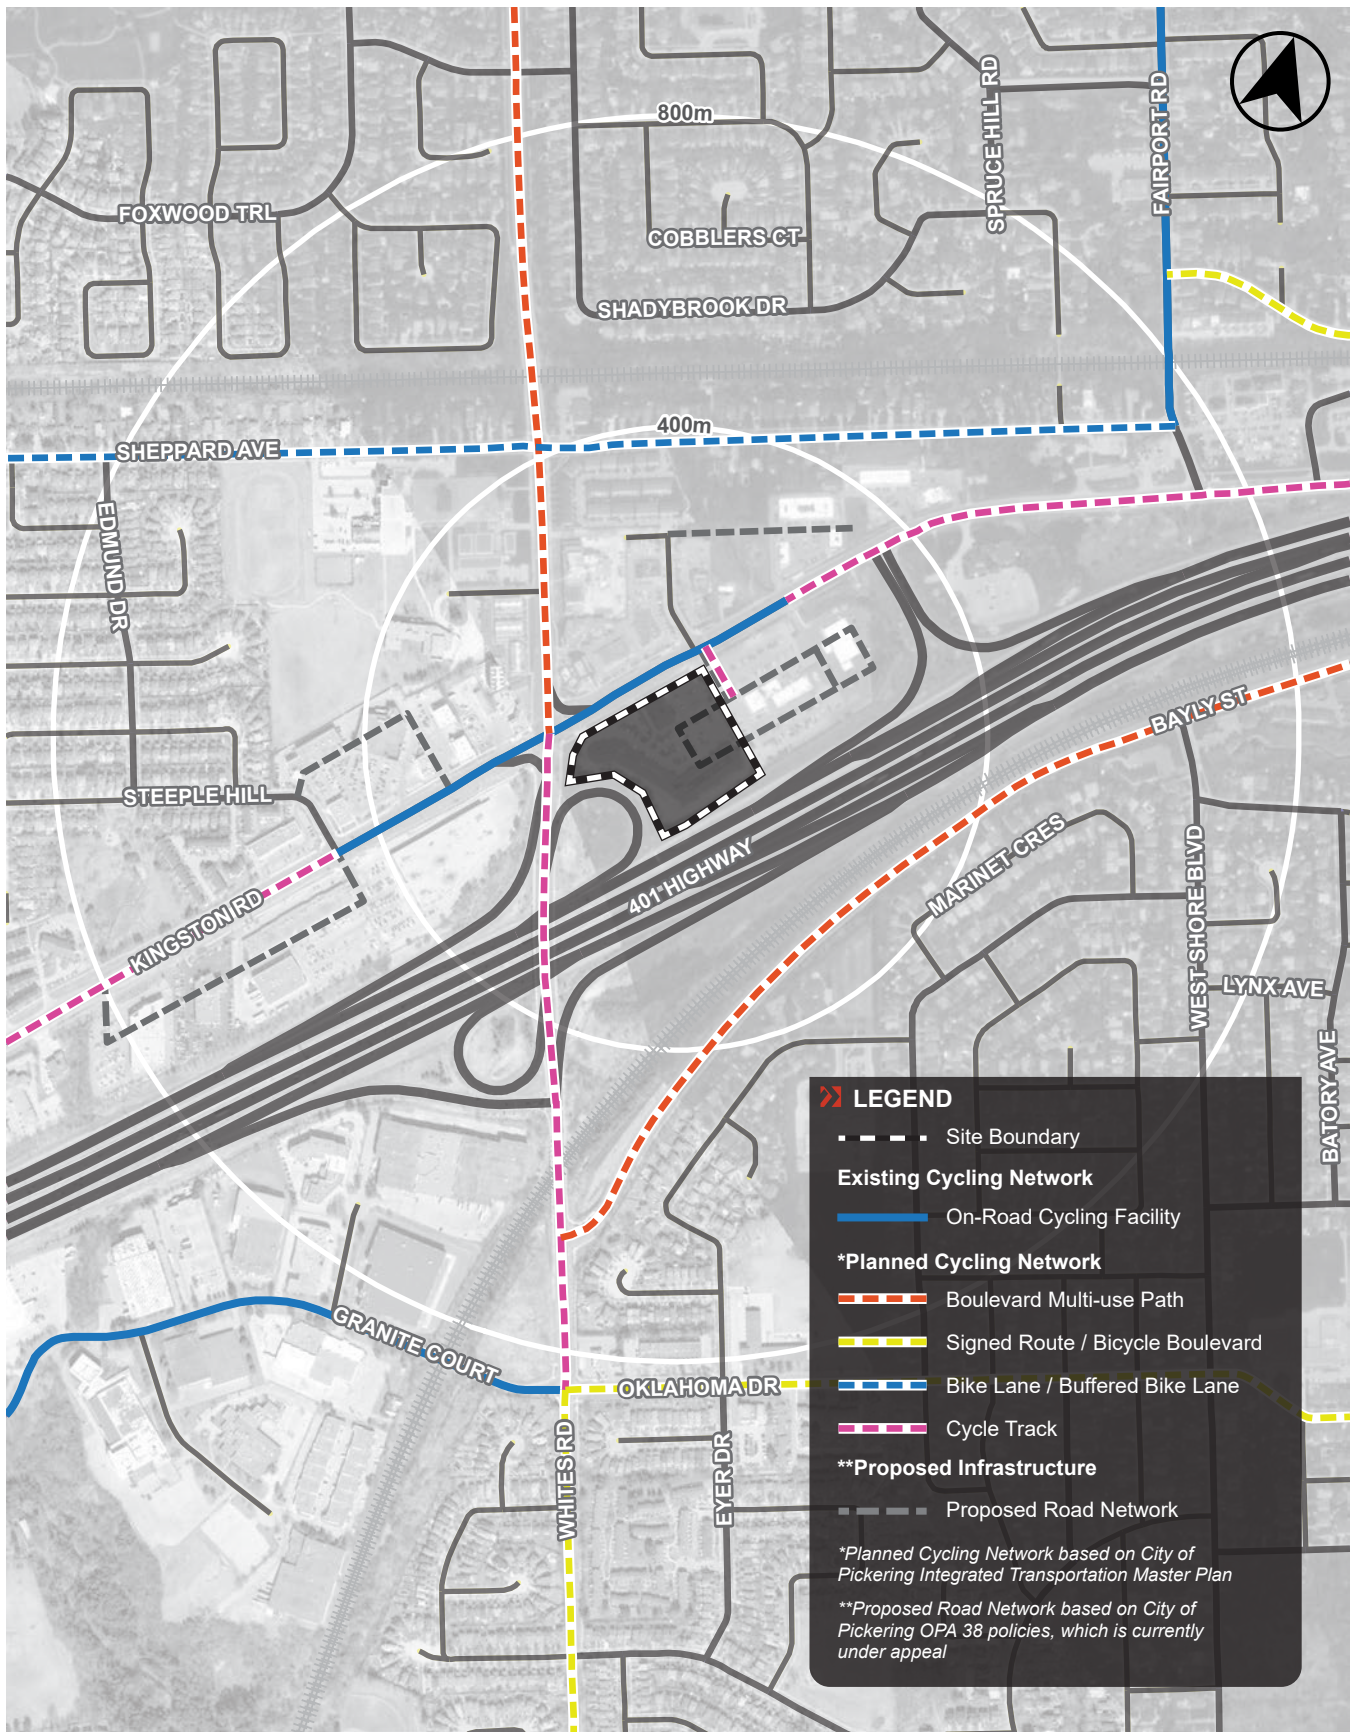 800m
SPRUCE HILL RD
FAIRPORT RD
FOXWOOD TRL
COBBLERS CT
SHADYBROOK DR
400m
SHEPPARD AVE
EDMUND DR
BAYLY ST
STEEPLE HILL
401 HIGHWAY
MARINET CRES
WEST SHORE BLVD
KINGSTON RD
LYNX AVE
BATORY AVE
GRANITE COURT
OKLAHOMA DR
WHITES RD
EYER DR
LEGEND
Site Boundary
Existing Cycling Network
On-Road Cycling Facility
*Planned Cycling Network
Boulevard Multi-use Path
Signed Route / Bicycle Boulevard
Bike Lane / Buffered Bike Lane
Cycle Track
**Proposed Infrastructure
Proposed Road Network
*Planned Cycling Network based on City of
Pickering Integrated Transportation Master Plan
**Proposed Road Network based on City of
Pickering OPA 38 policies, which is currently
under appeal